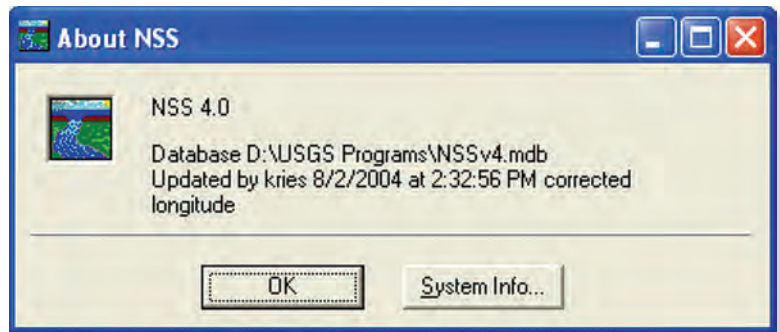 About NSS
NSS 4.0
Database D:\USGS Programs\NSSv4.mdb
Updated by kries 8/2/2004 at 2:32:56 PM corrected
longitude
OK
System Info...